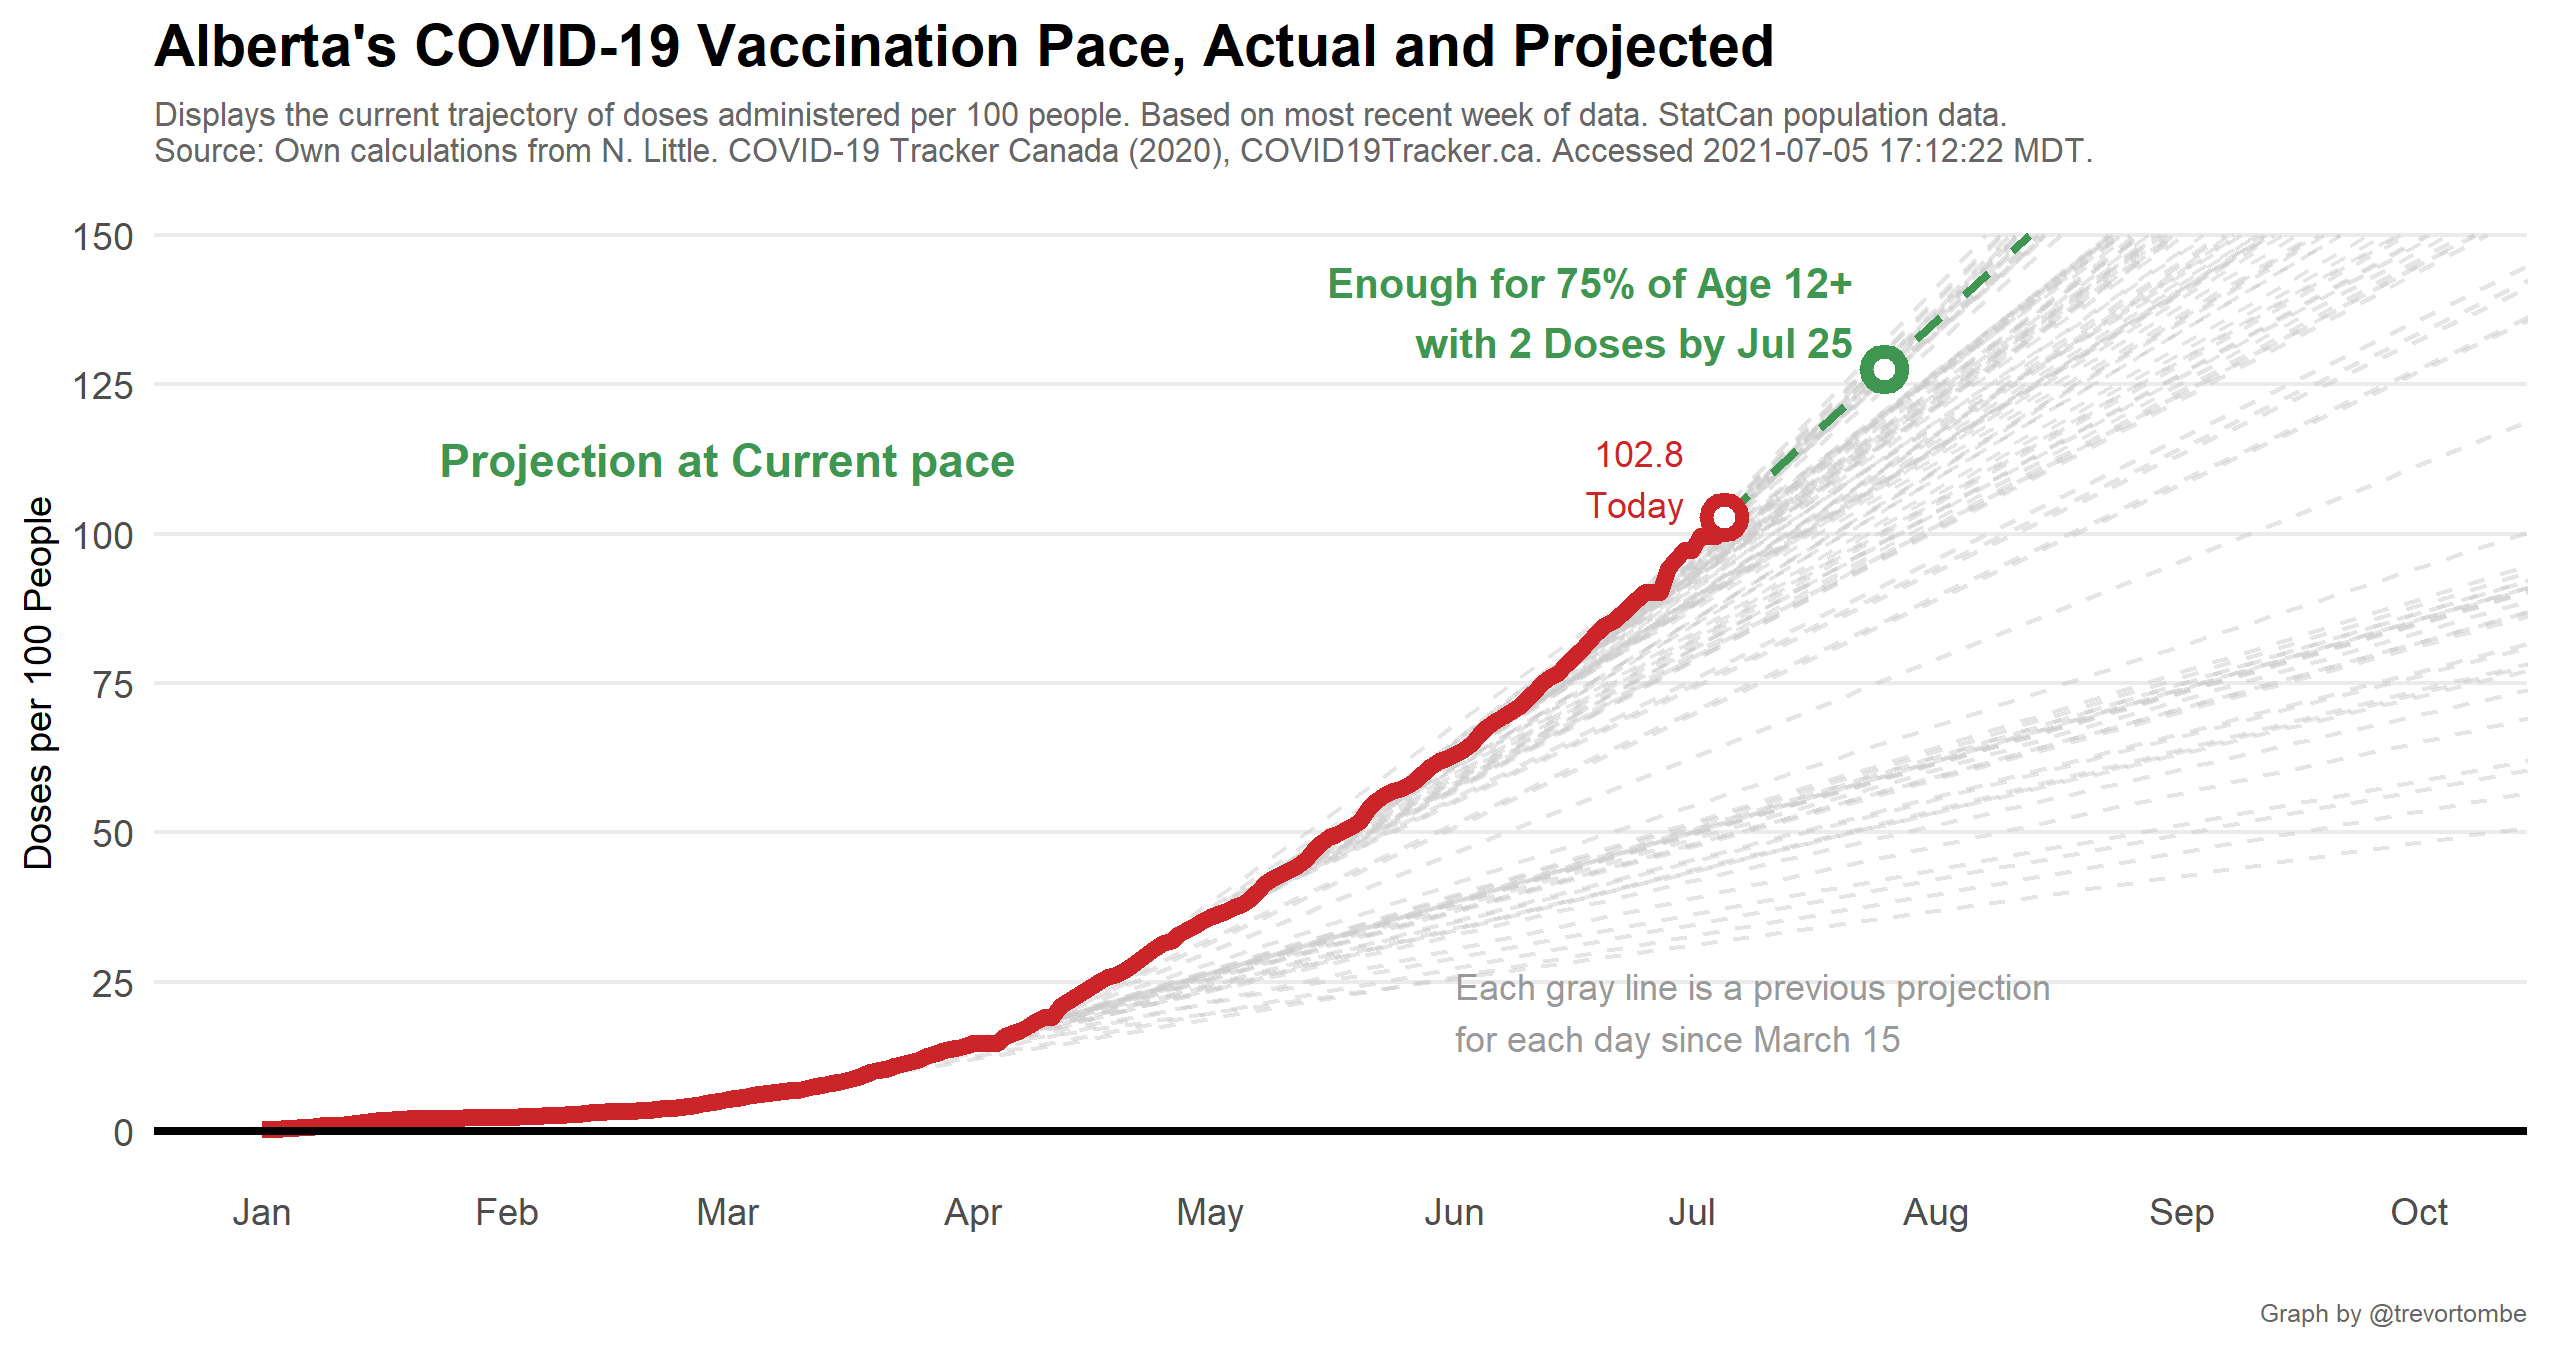 Alberta's COVID-19 Vaccination Pace, Actual and Projected
Displays the current trajectory of doses administered per 100 people. Based on most recent week of data. StatCan population data.
Source: Own calculations from N. Little. COVID-19 Tracker Canada (2020), COVID19Tracker.ca. Accessed 2021-07-05 17:12:22 MDT.
Doses per 100 People
150
125
100
75
50
25
0
Enough for 75% of Age 12+
with 2 Doses by Jul 25
Projection at Current pace
102.8
Today
Each gray line is a previous projection
for each day since March 15
Jan Feb Mar Apr May Jun Jul Aug Sep Oct
Graph by @trevortombe